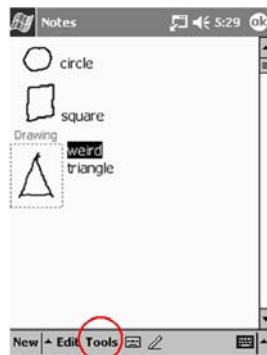 Notes 5:29 ok
circle
square
Drawing
weird
triangle
New Edit Tools